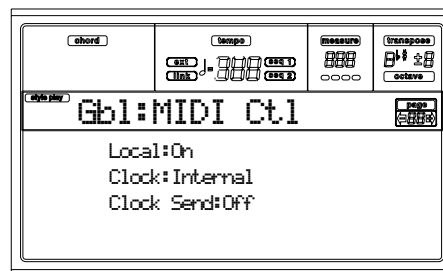 chord tempo measure transpose
ext seq 1
link seq 2
octave
style play page
Gbl:MIDI Ctl
Local:On
Clock:Internal
Clock Send:Off